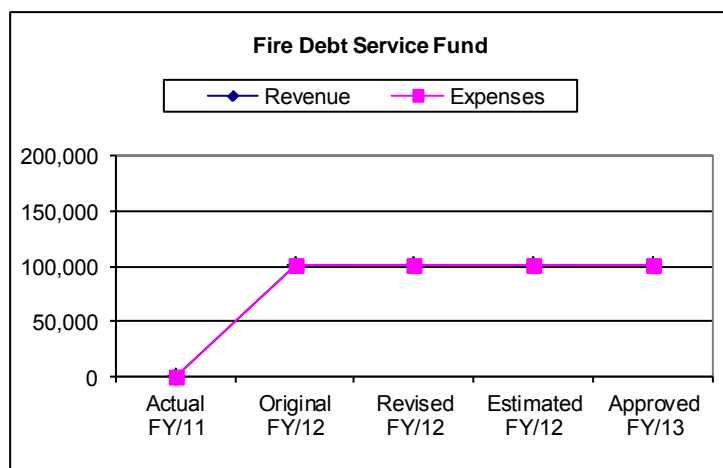 Fire Debt Service Fund
Revenue Expenses
200,000
150,000
100,000
50,000
0
Actual Original Revised Estimated Approved
FY/11 FY/12 FY/12 FY/12 FY/13